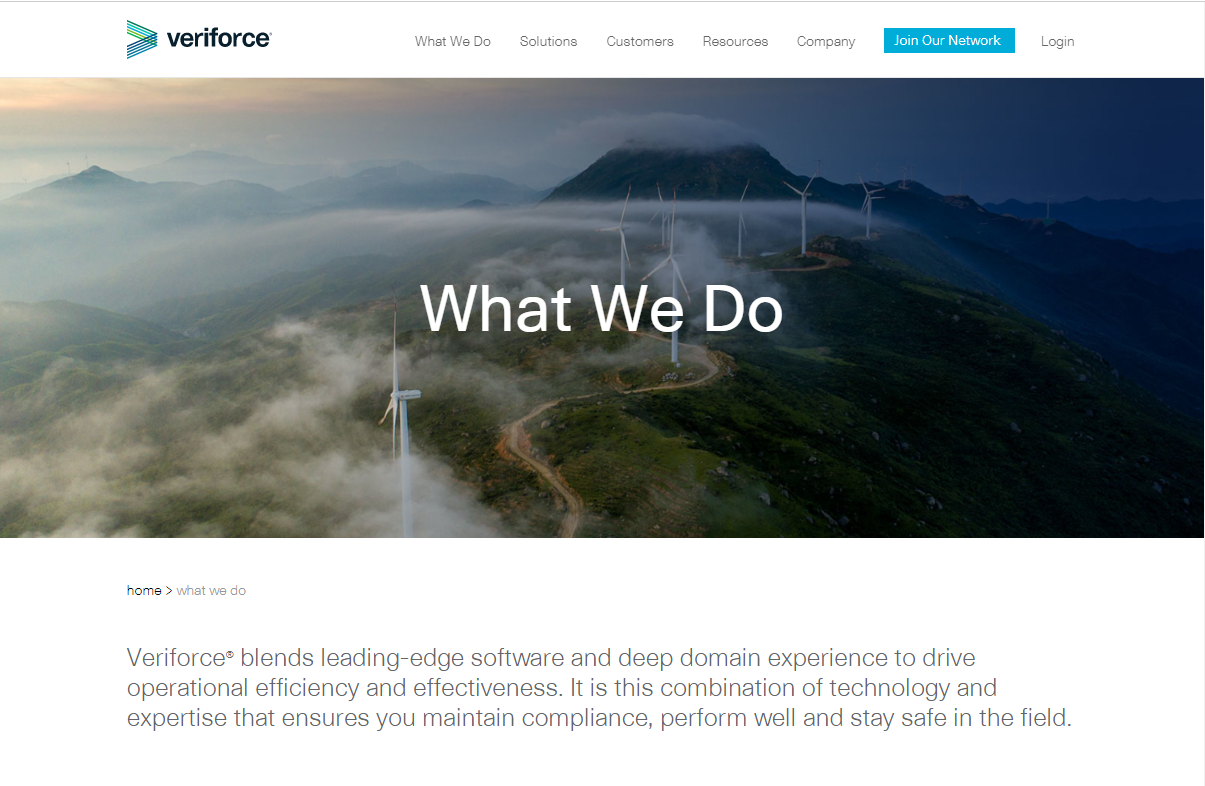 veriforce
What We Do
Solutions
Customers
Resources
Company
Join Our Network
Login
What We Do
home > what we do
Veriforce® blends leading-edge software and deep domain experience to drive
operational efficiency and effectiveness. It is this combination of technology and
expertise that ensures you maintain compliance, perform well and stay safe in the field.